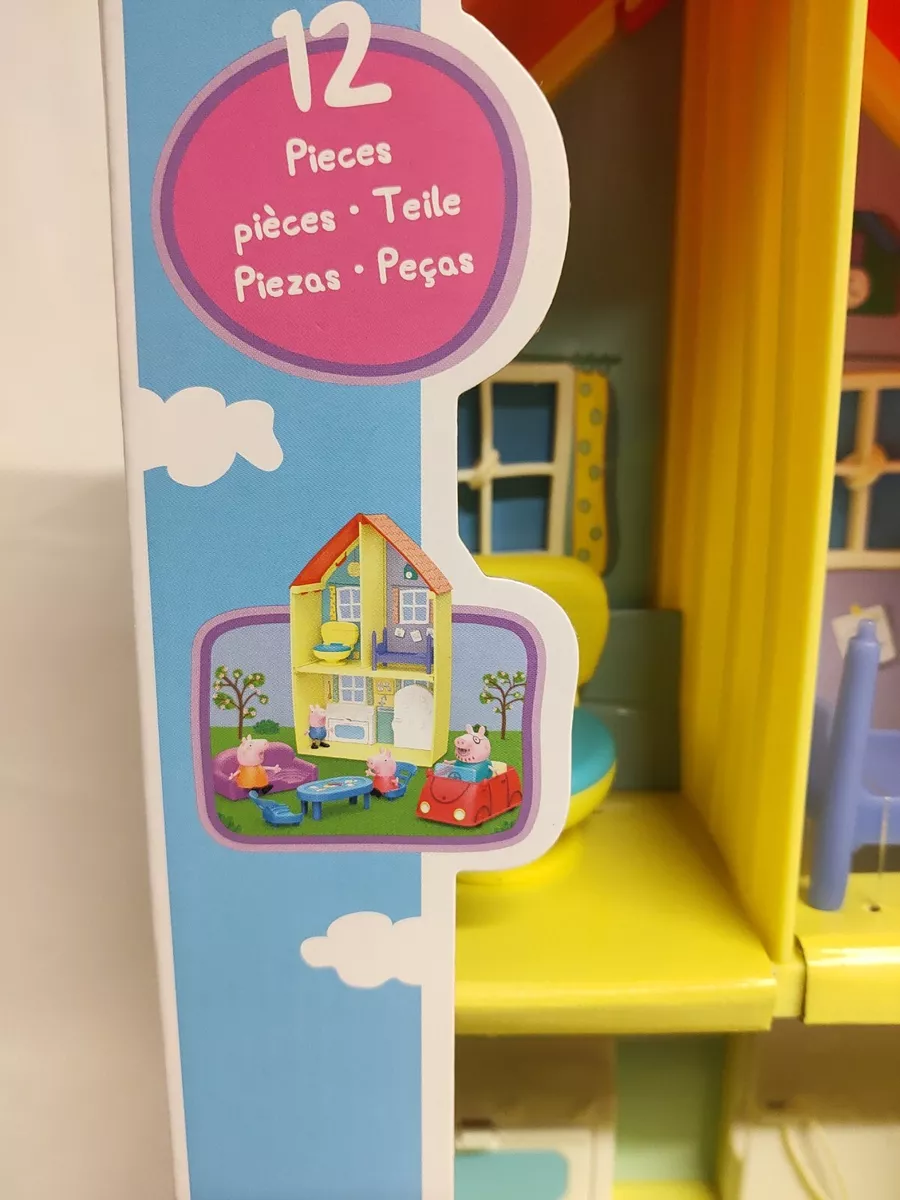 12
Pieces
pièces • Teile
Piezas • Peças